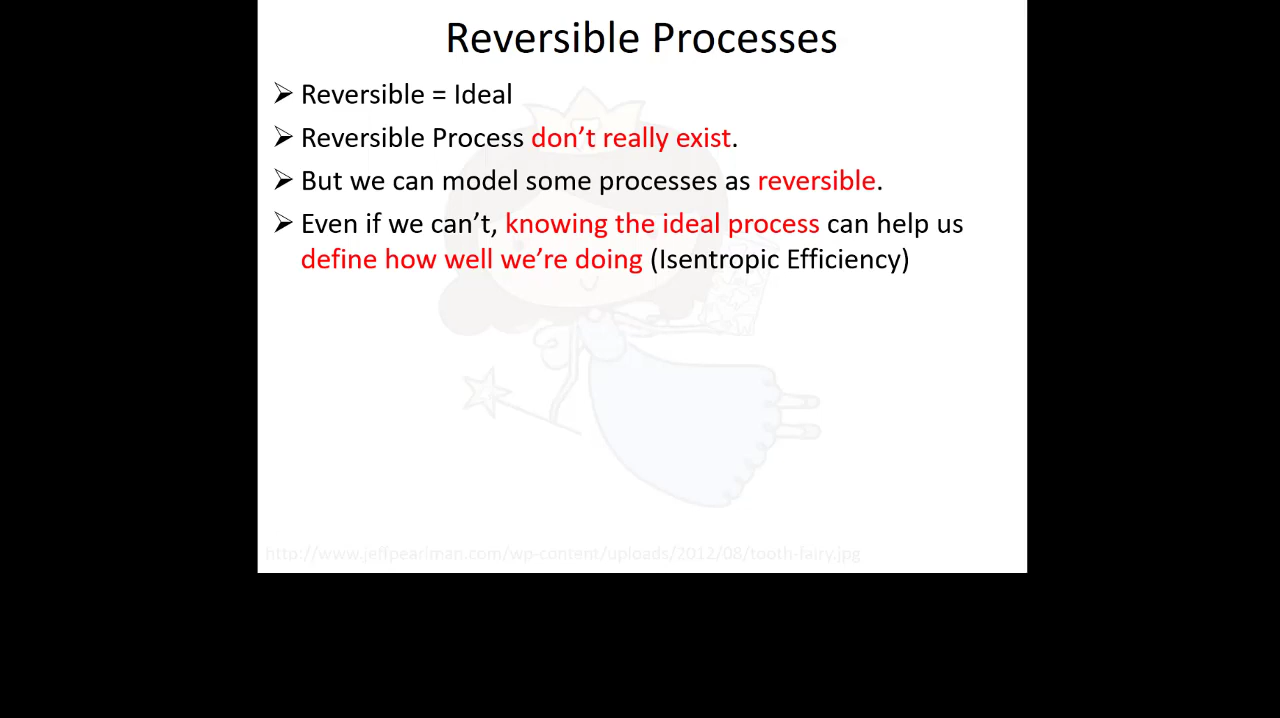 Reversible Processes
➢ Reversible = Ideal
➢ Reversible Process don't really exist.
➢ But we can model some processes as reversible.
➢ Even if we can't, knowing the ideal process can help us
define how well we're doing (Isentropic Efficiency)
http://www.jeffpearlman.com/wp-content/uploads/2012/08/tooth-fairy.jpg